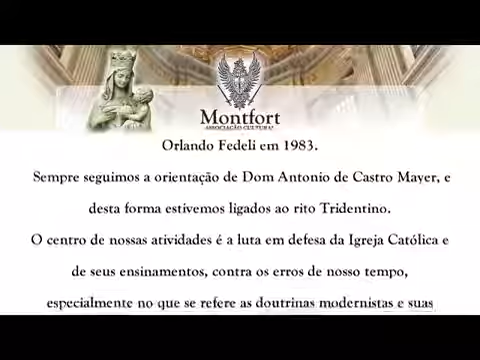 Montfort
ASSOCIAÇÃO CULTURAL
Orlando Fedeli em 1983.
Sempre seguimos a orientação de Dom Antonio de Castro Mayer, e
desta forma estivemos ligados ao rito Tridentino.
O centro de nossas atividades é a luta em defesa da Igreja Católica e
de seus ensinamentos, contra os erros de nosso tempo,
especialmente no que se refere as doutrinas modernistas e suas